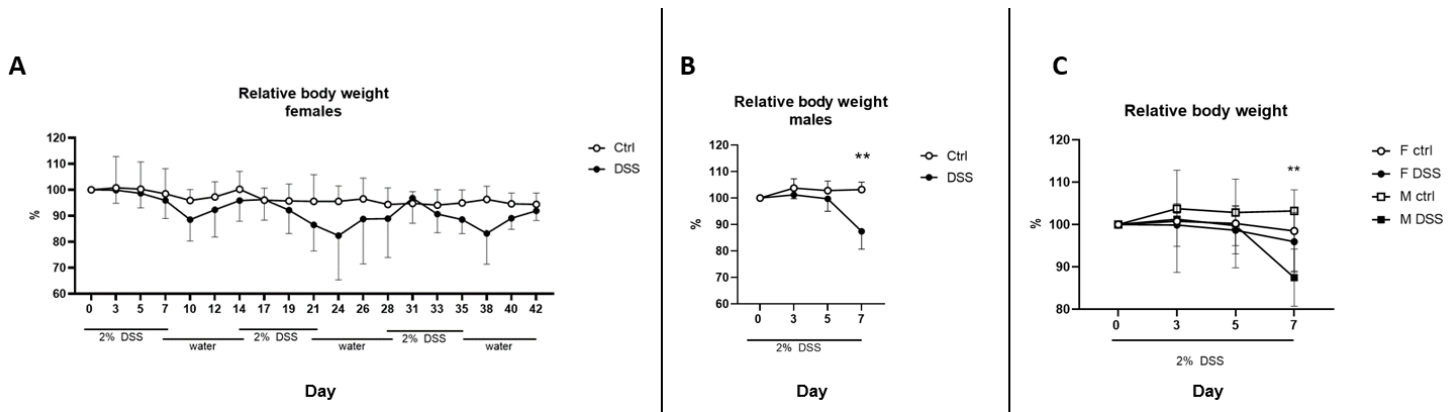 A
Relative body weight
females
120
110
100
90
80
70
60
%
0 3 5 7 10 12 14 17 19 21 24 26 28 31 33 35 38 40 42
2% DSS
water
2% DSS
water
2% DSS
water
Day
Ctrl
DSS
B
Relative body weight
males
120
110
100
90
80
70
60
%
**
0 3 5 7
2% DSS
Day
Ctrl
DSS
C
Relative body weight
120
110
100
90
80
%
**
0 3 5 7
2% DSS
Day
F ctrl
F DSS
M ctrl
M DSS